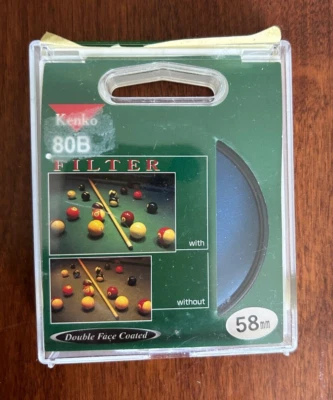 Kenko
80B
FILTER
with
without
58mm
Double Face Coated